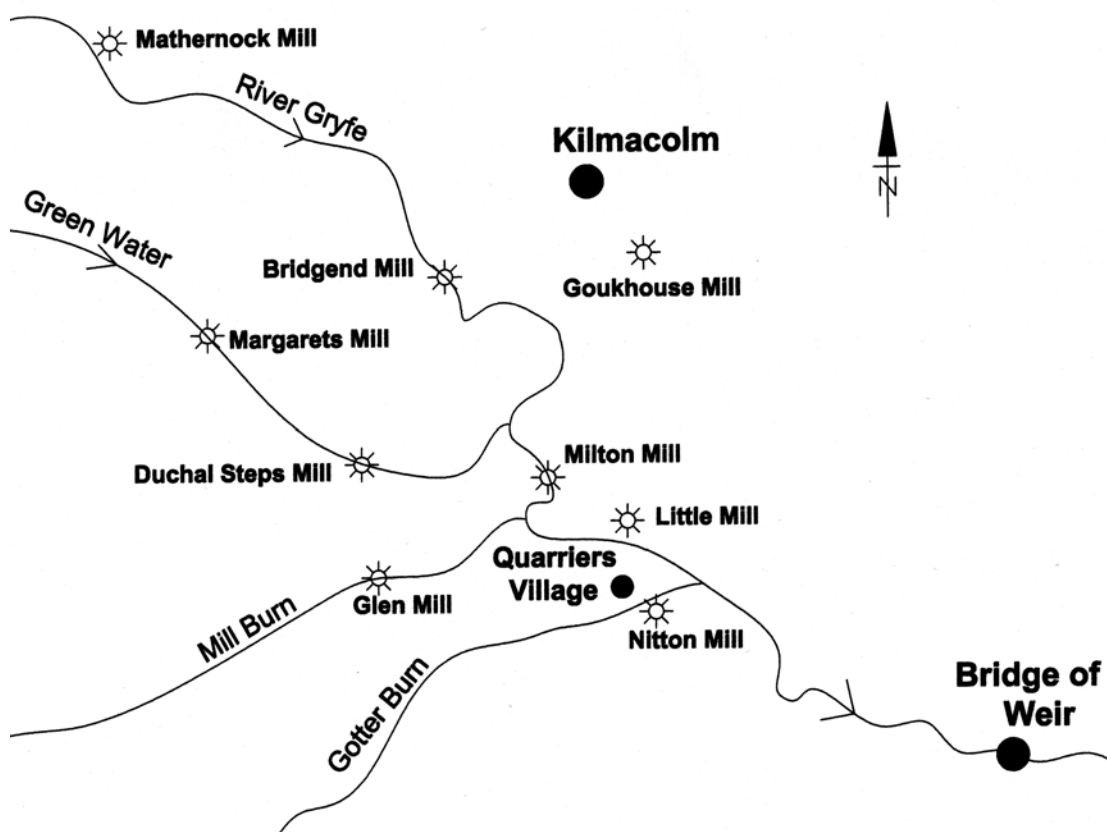 Mathernock Mill
River Gryfe
Kilmacolm
N
Green Water
Bridgend Mill
Goukhouse Mill
Margarets Mill
Milton Mill
Duchal Steps Mill
Little Mill
Quarriers
Village
Glen Mill
Mill Burn
Nitton Mill
Gotter Burn
Bridge of
Weir